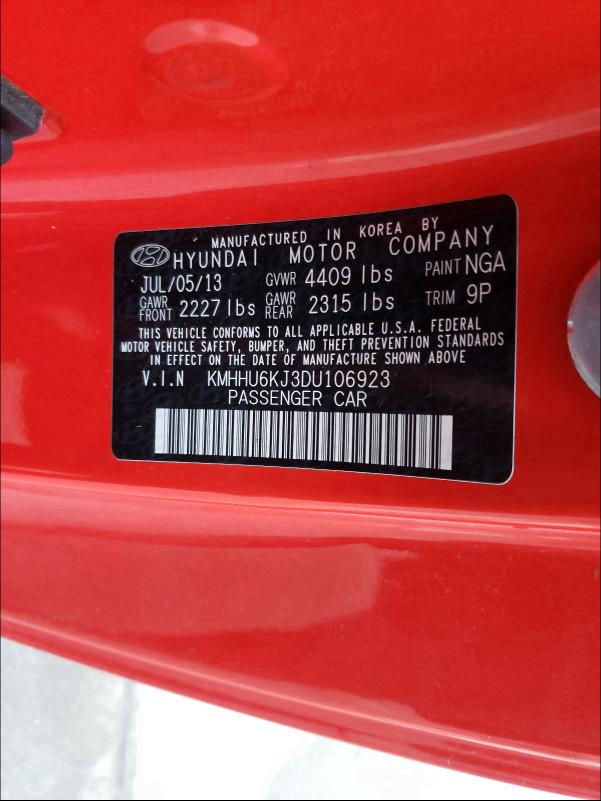 MANUFACTURED IN KOREA BY
HYUNDAI MOTOR COMPANY
JUL/05/13 GVWR 4409 lbs PAINT NGA
GAWR FRONT 2227 lbs GAWR REAR 2315 lbs TRIM 9P
THIS VEHICLE CONFORMS TO ALL APPLICABLE U.S.A. FEDERAL
MOTOR VEHICLE SAFETY, BUMPER, AND THEFT PREVENTION STANDARDS
IN EFFECT ON THE DATE OF MANUFACTURE SHOWN ABOVE
V.I.N KMHHU6KJ3DU106923
PASSENGER CAR